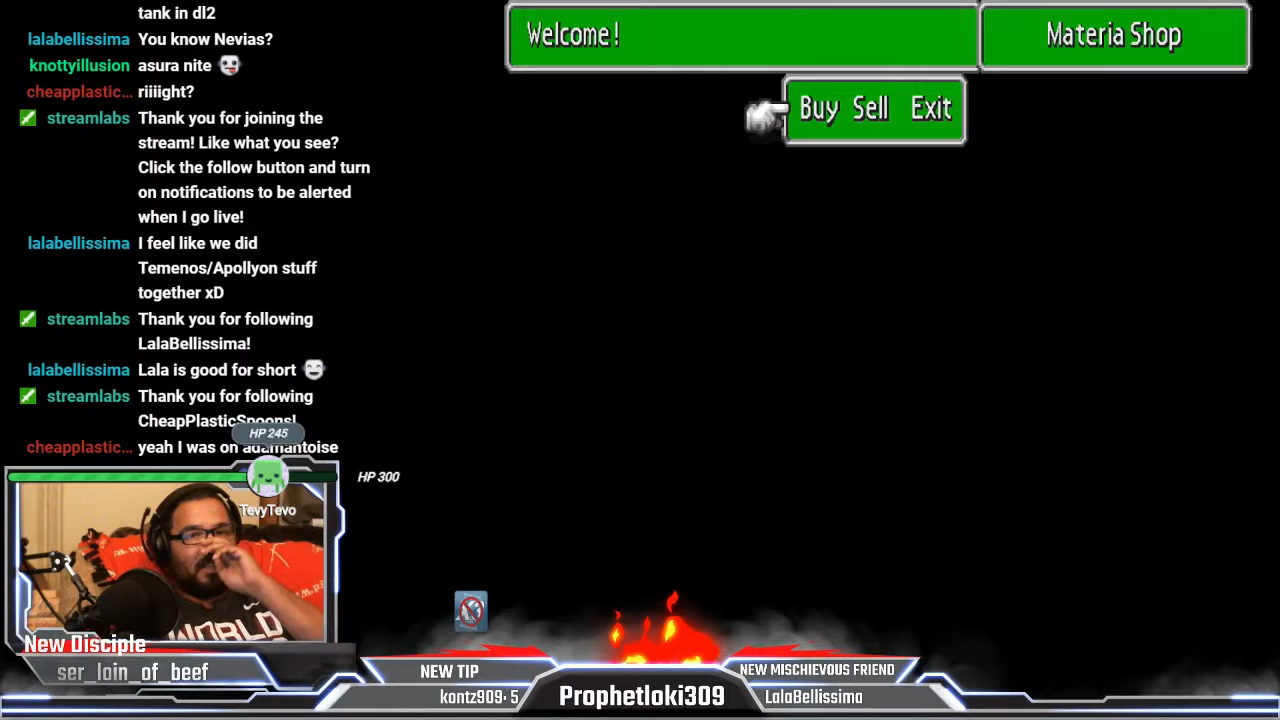 tank in dl2
lalabellissima You know Nevias?
knottyillusion asura nite
cheapplastic... riiiight?
streamlabs Thank you for joining the
stream! Like what you see?
Click the follow button and turn
on notifications to be alerted
when I go live!
lalabellissima I feel like we did
Temenos/Apollyon stuff
together xD
streamlabs Thank you for following
LalaBellissima!
lalabellissima Lala is good for short
streamlabs Thank you for following
CheapPlasticSpoons!
cheapplastic... yeah I was on adamantoise
HP 245
HP 300
TevyTevo
WORLD
New Disciple
ser_loin_of_beef
Welcome!
Materia Shop
Buy Sell Exit
NEW TIP
kontz909: 5
Prophetloki309
NEW MISCHIEVOUS FRIEND
LalaBellissima